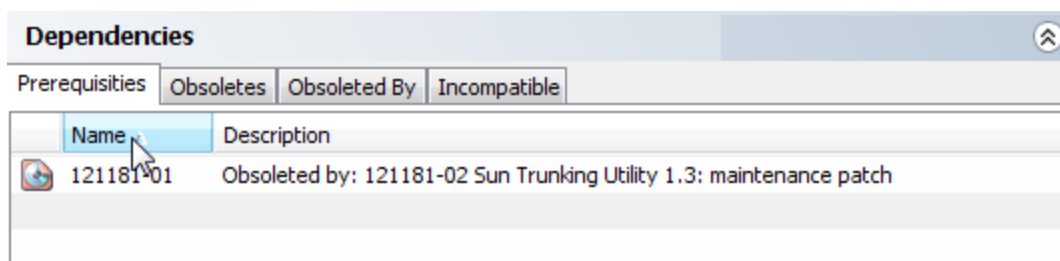 Dependencies
Prerequisities Obsoletes Obsoleted By Incompatible
Name Description
121181-01 Obsoleted by: 121181-02 Sun Trunking Utility 1.3: maintenance patch